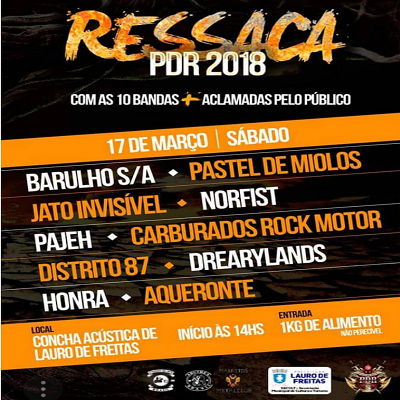 RESSACA
PDR 2018
COM AS 10 BANDAS + ACLAMADAS PELO PÚBLICO
17 DE MARÇO | SÁBADO
BARULHO S/A • PASTEL DE MIOLOS
JATO INVISÍVEL • NORFIST
PAJEH • CARBURADOS ROCK MOTOR
DISTRITO 87 • DREARYLANDS
HONRA • AQUERONTE
LOCAL
CONCHA ACÚSTICA DE
LAURO DE FREITAS
INÍCIO ÀS 14HS
ENTRADA
1KG DE ALIMENTO
NÃO PERECÍVEL
LAURO DE
FREITAS
PDR